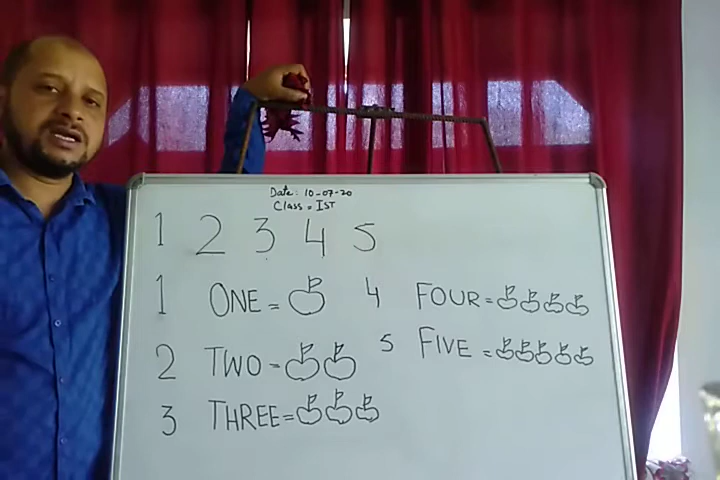 Date: 10-07-20
Class = IST
1 2 3 4 5
1 ONE =
2 TWO =
3 THREE =
4 FOUR =
5 FIVE =